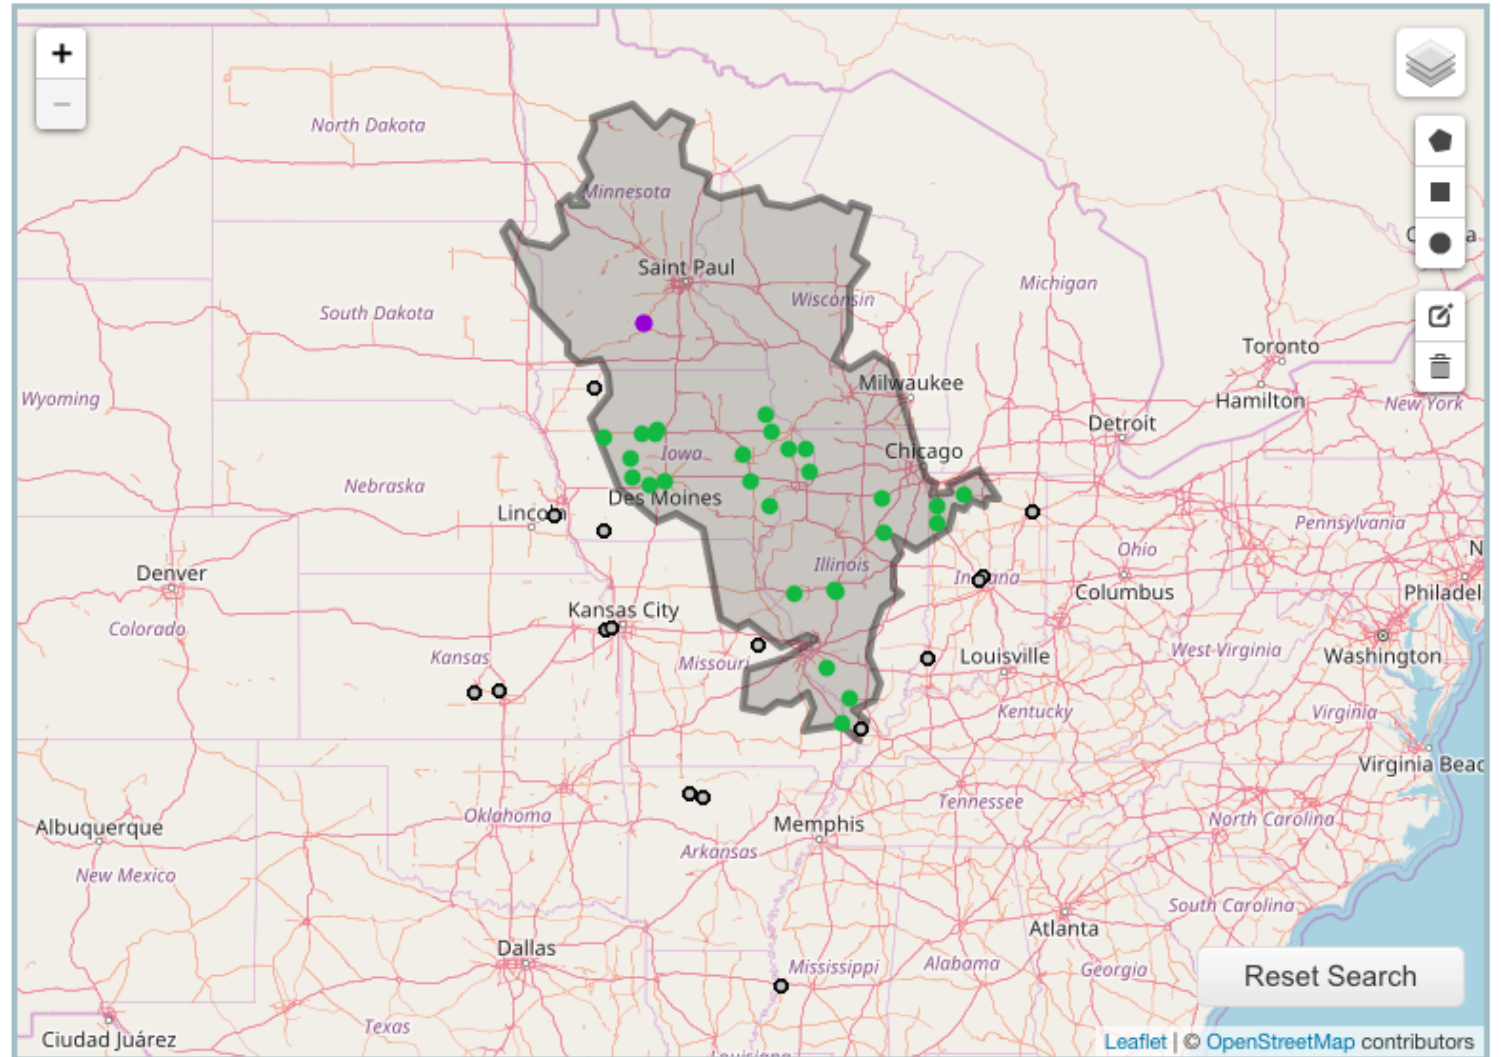 +
−
North Dakota
Minnesota
Saint Paul
Wisconsin
Michigan
South Dakota
Toronto
Milwaukee
Hamilton
New York
Wyoming
Detroit
Chicago
Iowa
Nebraska
Des Moines
Lincoln
Pennsylvania
Ohio
Illinois
Denver
Indiana
Columbus
Philadel
Kansas City
Colorado
West Virginia
Kansas
Missouri
Louisville
Washington
Kentucky
Virginia
Virginia Beac
Tennessee
Oklahoma
North Carolina
Albuquerque
Memphis
Arkansas
New Mexico
South Carolina
Atlanta
Dallas
Mississippi
Alabama
Georgia
Reset Search
Texas
Ciudad Juárez
Louisiana
Leaflet | © OpenStreetMap contributors